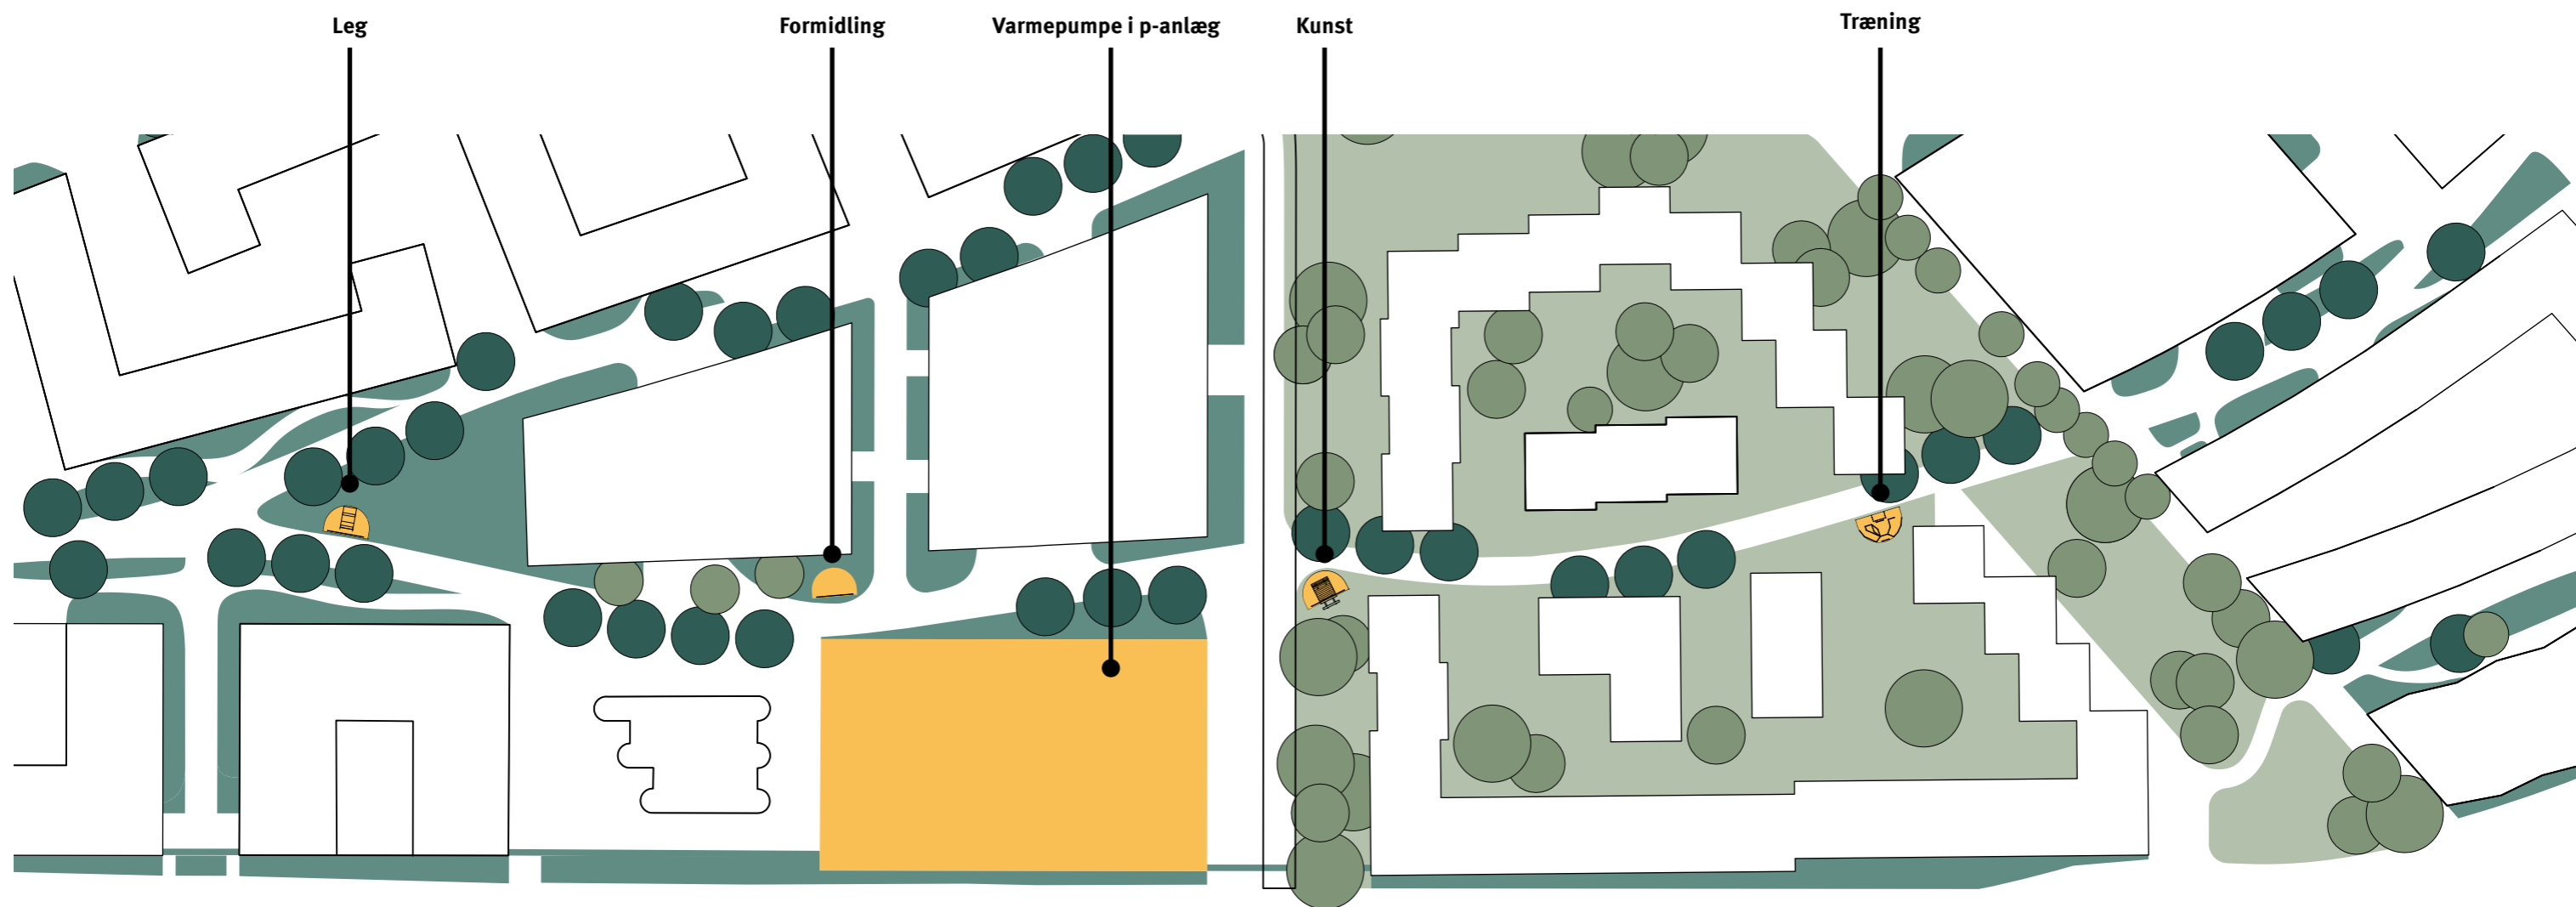 Leg
Formidling
Varmepumpe i p-anlæg
Kunst
Træning